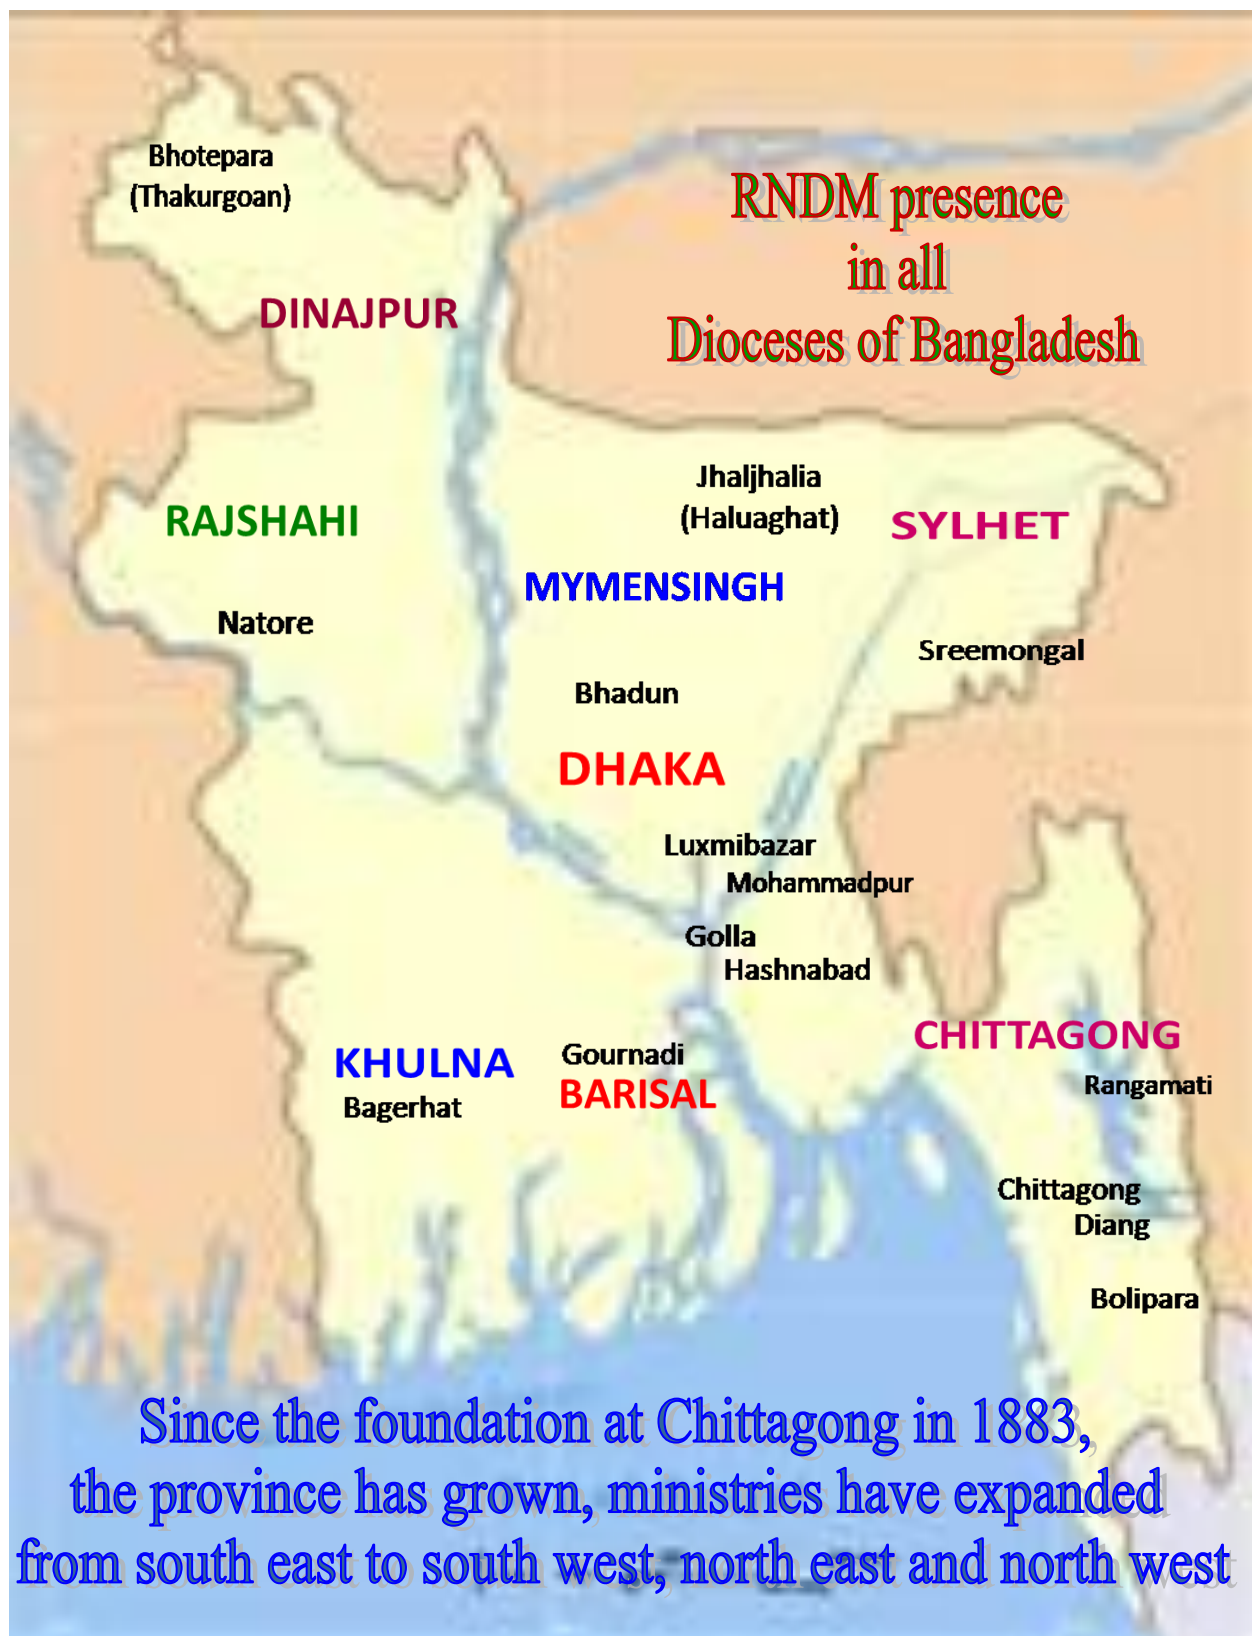 Bhotepara
(Thakurgoan)
RNDM presence
in all
Dioceses of Bangladesh
DINAJPUR
Jhaljhalia
(Haluaghat)
RAJSHAHI
SYLHET
MYMENSINGH
Natore
Sreemongal
Bhadun
DHAKA
Luxmibazar
Mohammadpur
Golla
Hashnabad
CHITTAGONG
KHULNA
Gournadi
Rangamati
BARISAL
Bagerhat
Chittagong
Diang
Bolipara
Since the foundation at Chittagong in 1883,
the province has grown, ministries have expanded
from south east to south west, north east and north west